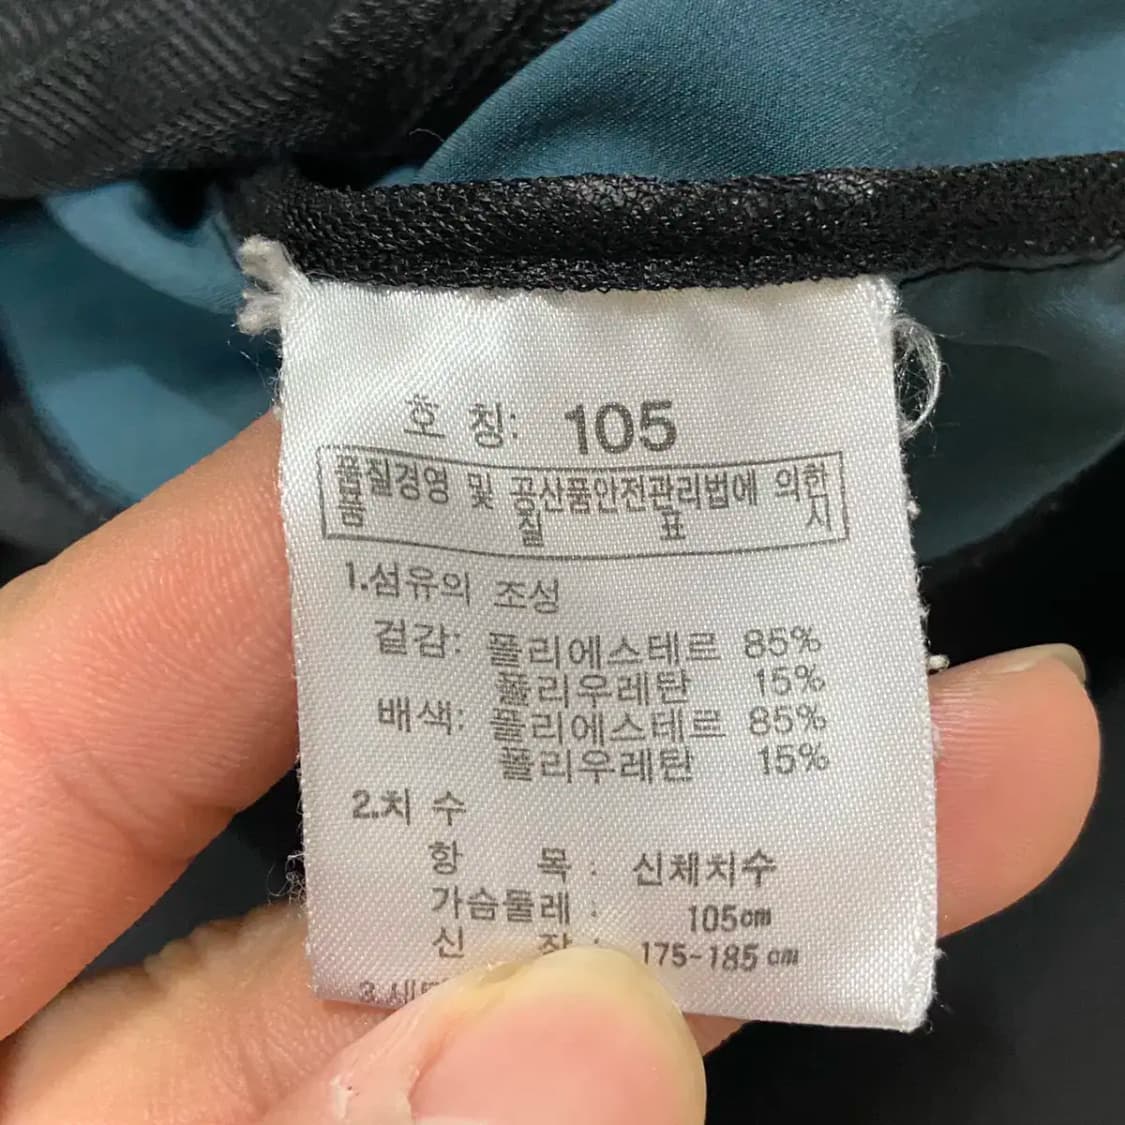 호 칭: 105
품질경영 및 공산품안전관리법에 의한
품 질 표 시
1.섬유의 조성
겉감: 폴리에스테르 85%
폴리우레탄 15%
배색: 폴리에스테르 85%
폴리우레탄 15%
2.치 수
항 목 : 신체치수
가슴둘레 : 105cm
신 장 : 175-185 cm
3.